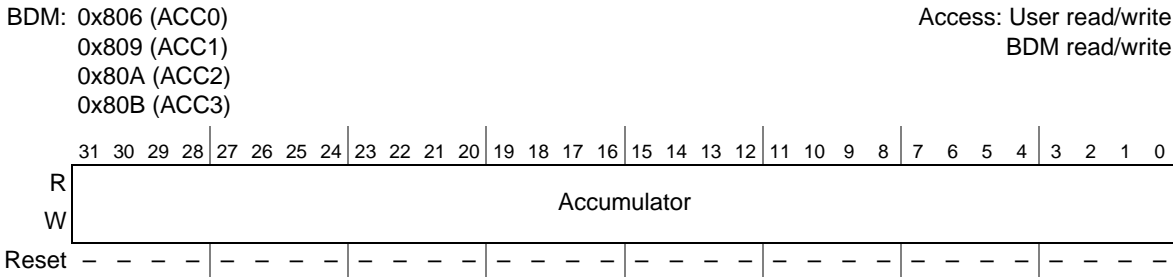 BDM: 0x806 (ACC0) Access: User read/write
0x809 (ACC1) BDM read/write
0x80A (ACC2)
0x80B (ACC3)
31 30 29 28 27 26 25 24 23 22 21 20 19 18 17 16 15 14 13 12 11 10 9 8 7 6 5 4 3 2 1 0
R
Accumulator
W
Reset – – – – – – – – – – – – – – – – – – – – – – – – – – – – – – – –